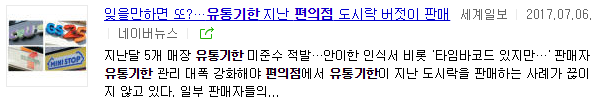 잊을만하면 또?…유통기한 지난 편의점 도시락 버젓이 판매 세계일보 | 2017.07.06.
| 네이버뉴스 |
지난달 5개 매장 유통기한 미준수 적발…안이한 인식서 비롯 '타임바코드 있지만…' 판매자
유통기한 관리 대폭 강화해야 편의점에서 유통기한이 지난 도시락을 판매하는 사례가 끊이
지 않고 있다. 일부 판매자들의...
GS25
MINI STOP